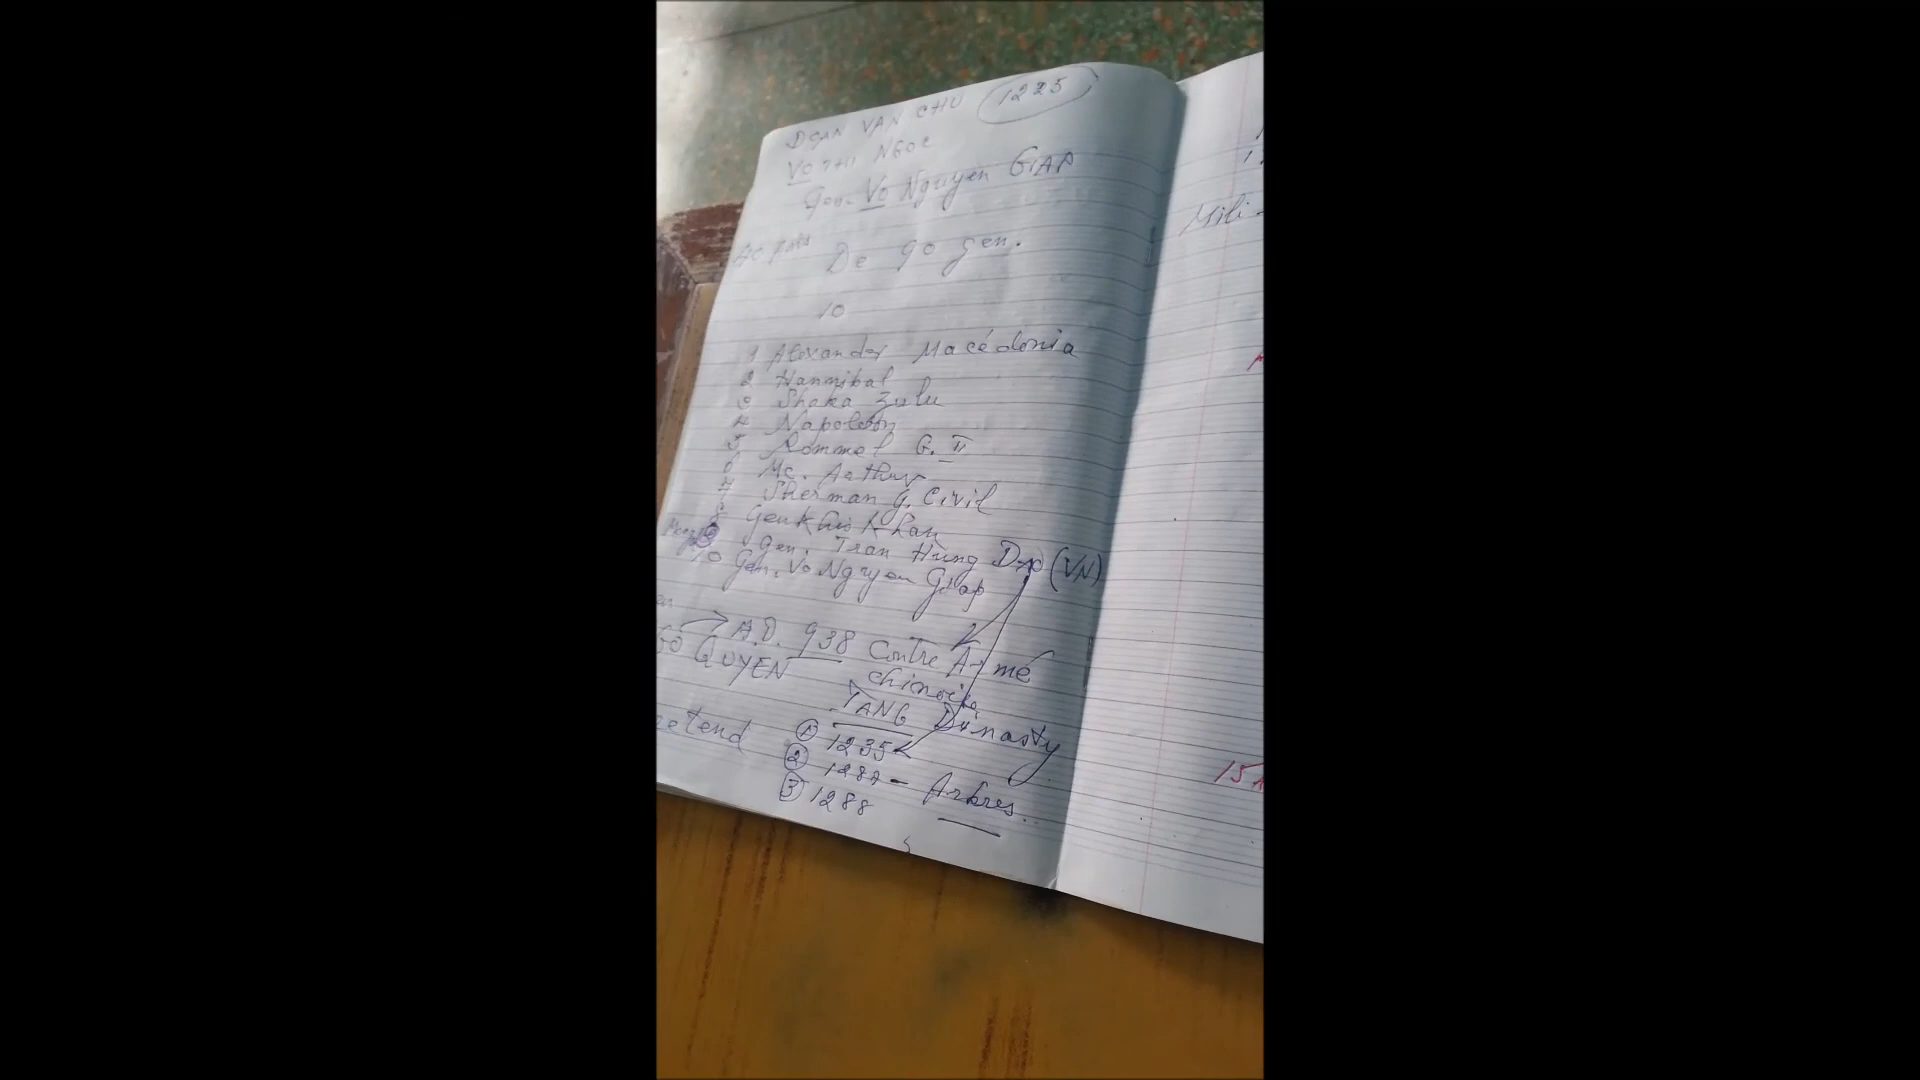 DOAN VAN CHU 1225
VO THI NGOC
Gen. VO Nguyen GIAP
De 90 gen.
10
1 Alexander Macédonia
2 Hannibal
3 Shaka Zulu
4 Napoléon
5 Rommel G. II
6 Mc. Arthur
7 Sherman G. Civil
8 Genkhis Khan
9 Gen. Tran Hung DAO (VN)
10 Gen. Vo Nguyen Giap
A.D. 938 Contre Armé
GO QUYEN
chinoise
TANG Dynasty
1 1235
2 1287 - Arbres..
3 1288